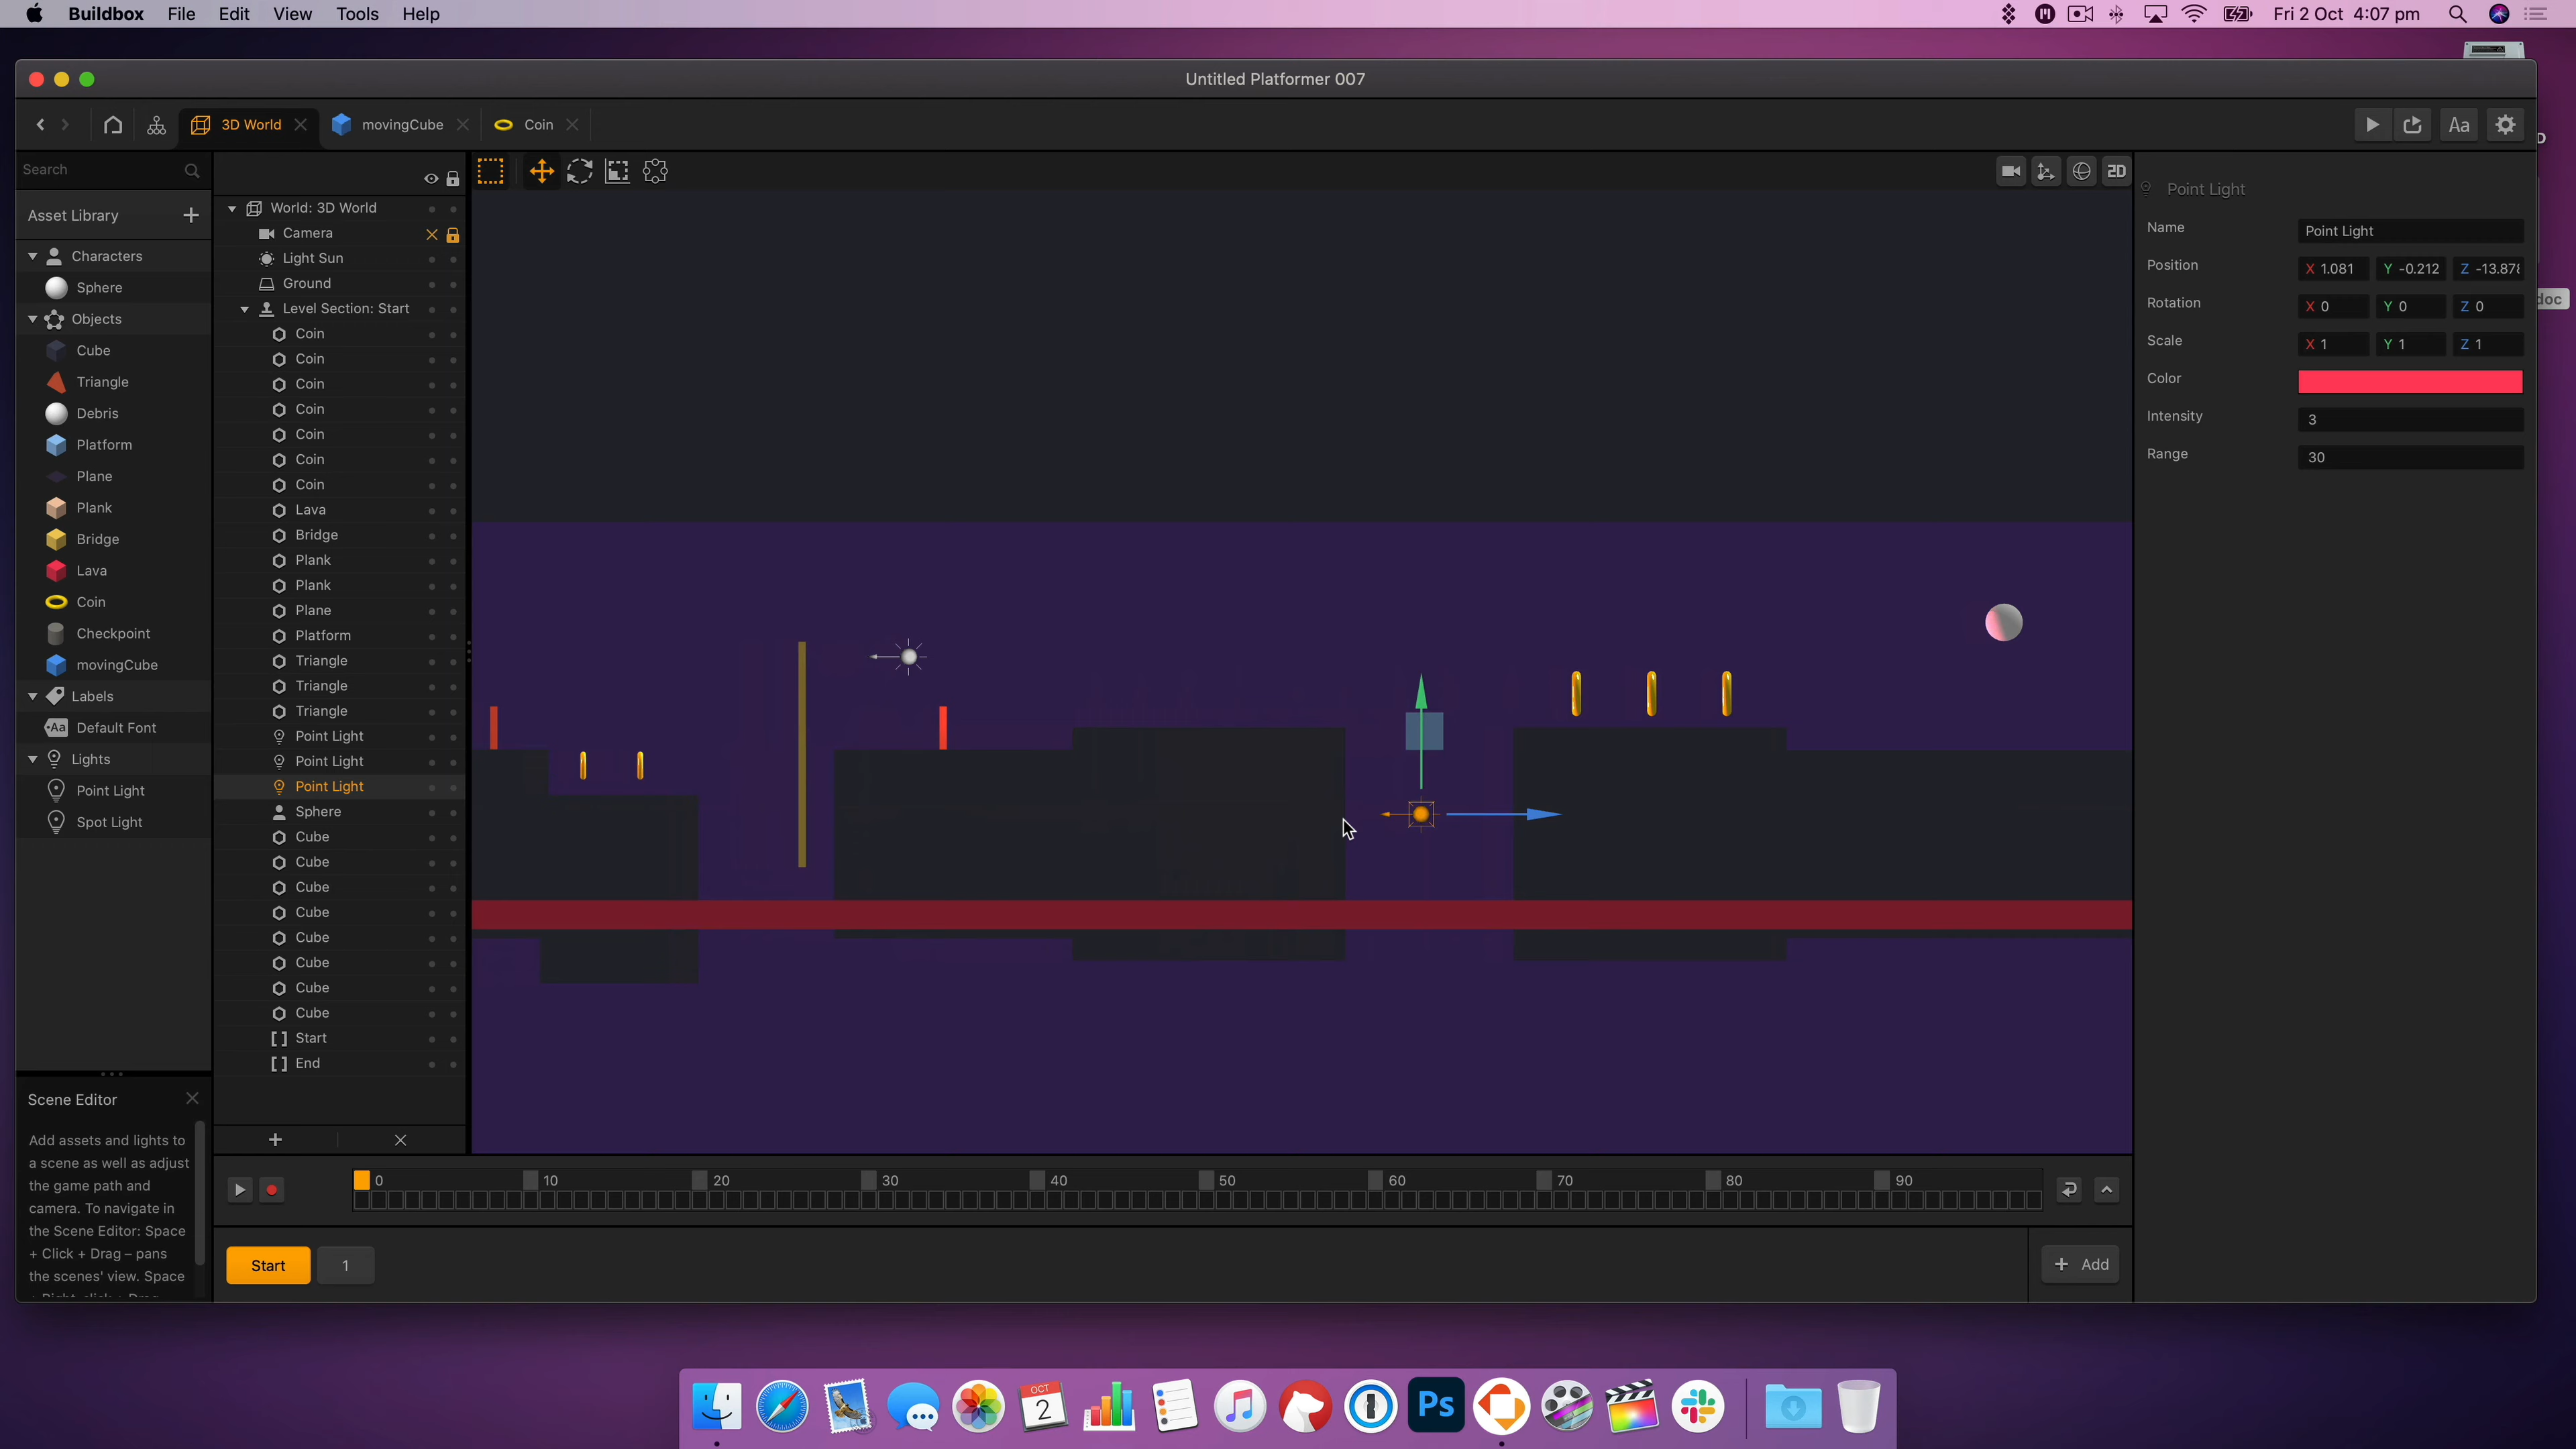 Buildbox File Edit View Tools Help
Fri 2 Oct 4:07 pm
Untitled Platformer 007
3D World
movingCube
Coin
Aa
Search
Asset Library
Characters
Sphere
Objects
Cube
Triangle
Debris
Platform
Plane
Plank
Bridge
Lava
Coin
Checkpoint
movingCube
Labels
Aa Default Font
Lights
Point Light
Spot Light
Scene Editor
Add assets and lights to
a scene as well as adjust
the game path and
camera. To navigate in
the Scene Editor: Space
+ Click + Drag – pans
the scenes' view. Space
World: 3D World
Camera
Light Sun
Ground
Level Section: Start
Coin
Coin
Coin
Coin
Coin
Coin
Coin
Lava
Bridge
Plank
Plank
Plane
Platform
Triangle
Triangle
Triangle
Point Light
Point Light
Point Light
Sphere
Cube
Cube
Cube
Cube
Cube
Cube
Cube
Cube
[ ] Start
[ ] End
2D
Point Light
Name Point Light
Position X 1.081 Y -0.212 Z -13.878
Rotation X 0 Y 0 Z 0
Scale X 1 Y 1 Z 1
Color
Intensity 3
Range 30
doc
0 10 20 30 40 50 60 70 80 90
Start 1
+ Add
OCT
2
Ps